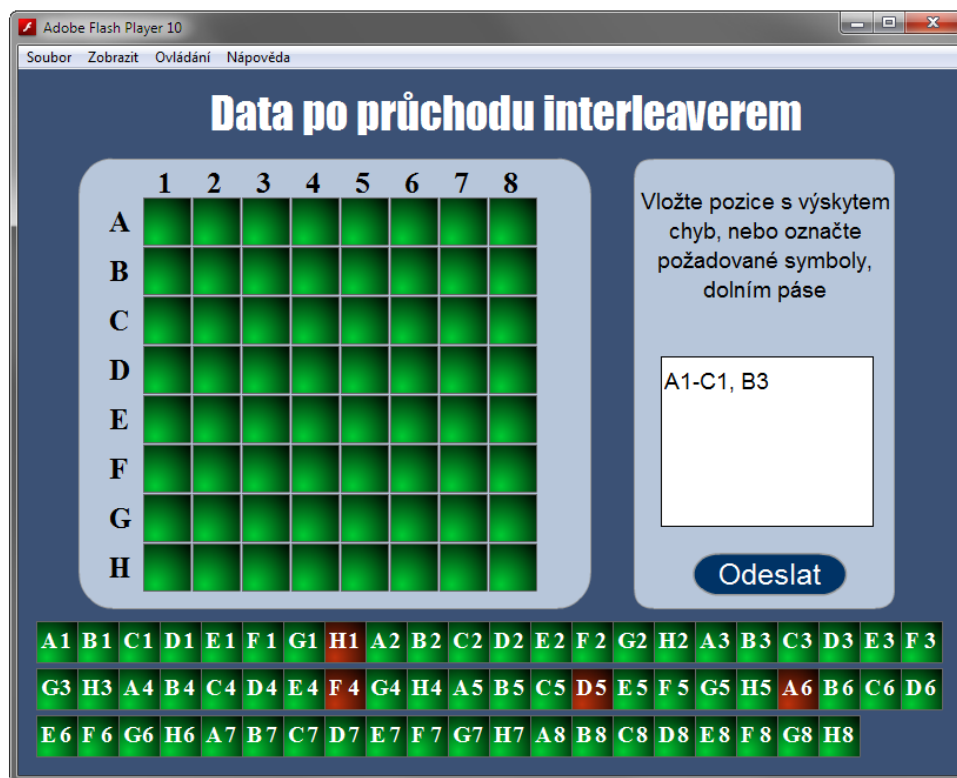 Adobe Flash Player 10
Soubor Zobrazit Ovládání Nápověda
Data po průchodu interleaverem
1 2 3 4 5 6 7 8
A
B
C
D
E
F
G
H
Vložte pozice s výskytem
chyb, nebo označte
požadované symboly,
dolním páse
A1-C1, B3
Odeslat
A1 B1 C1 D1 E1 F1 G1 H1 A2 B2 C2 D2 E2 F2 G2 H2 A3 B3 C3 D3 E3 F3
G3 H3 A4 B4 C4 D4 E4 F4 G4 H4 A5 B5 C5 D5 E5 F5 G5 H5 A6 B6 C6 D6
E6 F6 G6 H6 A7 B7 C7 D7 E7 F7 G7 H7 A8 B8 C8 D8 E8 F8 G8 H8